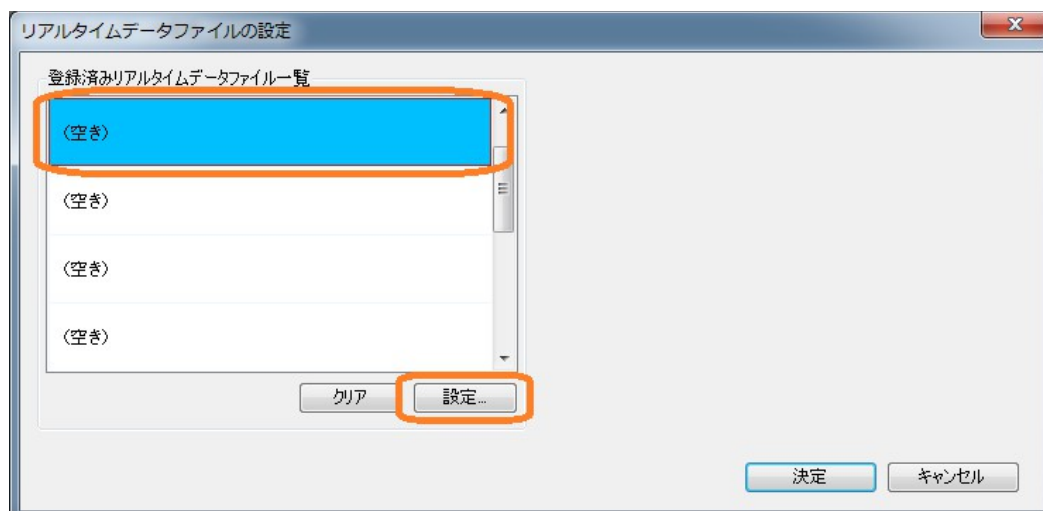 リアルタイムデータファイルの設定
登録済みリアルタイムデータファイル一覧
(空き)
(空き)
(空き)
(空き)
クリア
設定...
決定
キャンセル